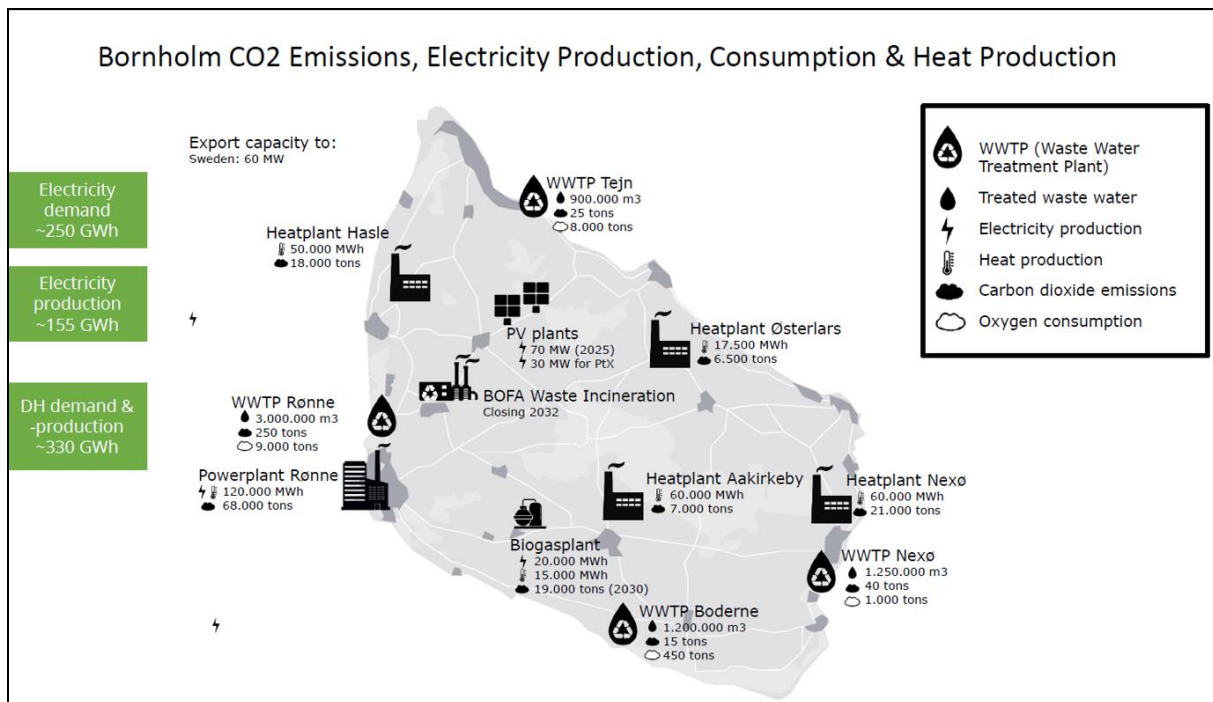 Bornholm CO2 Emissions, Electricity Production, Consumption & Heat Production
Export capacity to:
Sweden: 60 MW
Electricity
demand
~250 GWh
Electricity
production
~155 GWh
DH demand &
-production
~330 GWh
WWTP Tejn
900.000 m3
25 tons
8.000 tons
Heatplant Hasle
50.000 MWh
18.000 tons
PV plants
70 MW (2025)
30 MW for PtX
Heatplant Østerlars
17.500 MWh
6.500 tons
BOFA Waste Incineration
Closing 2032
WWTP Rønne
3.000.000 m3
250 tons
9.000 tons
Powerplant Rønne
120.000 MWh
68.000 tons
Heatplant Aakirkeby
60.000 MWh
7.000 tons
Heatplant Nexø
60.000 MWh
21.000 tons
Biogasplant
20.000 MWh
15.000 MWh
19.000 tons (2030)
WWTP Nexø
1.250.000 m3
40 tons
1.000 tons
WWTP Boderne
1.200.000 m3
15 tons
450 tons
WWTP (Waste Water
Treatment Plant)
Treated waste water
Electricity production
Heat production
Carbon dioxide emissions
Oxygen consumption